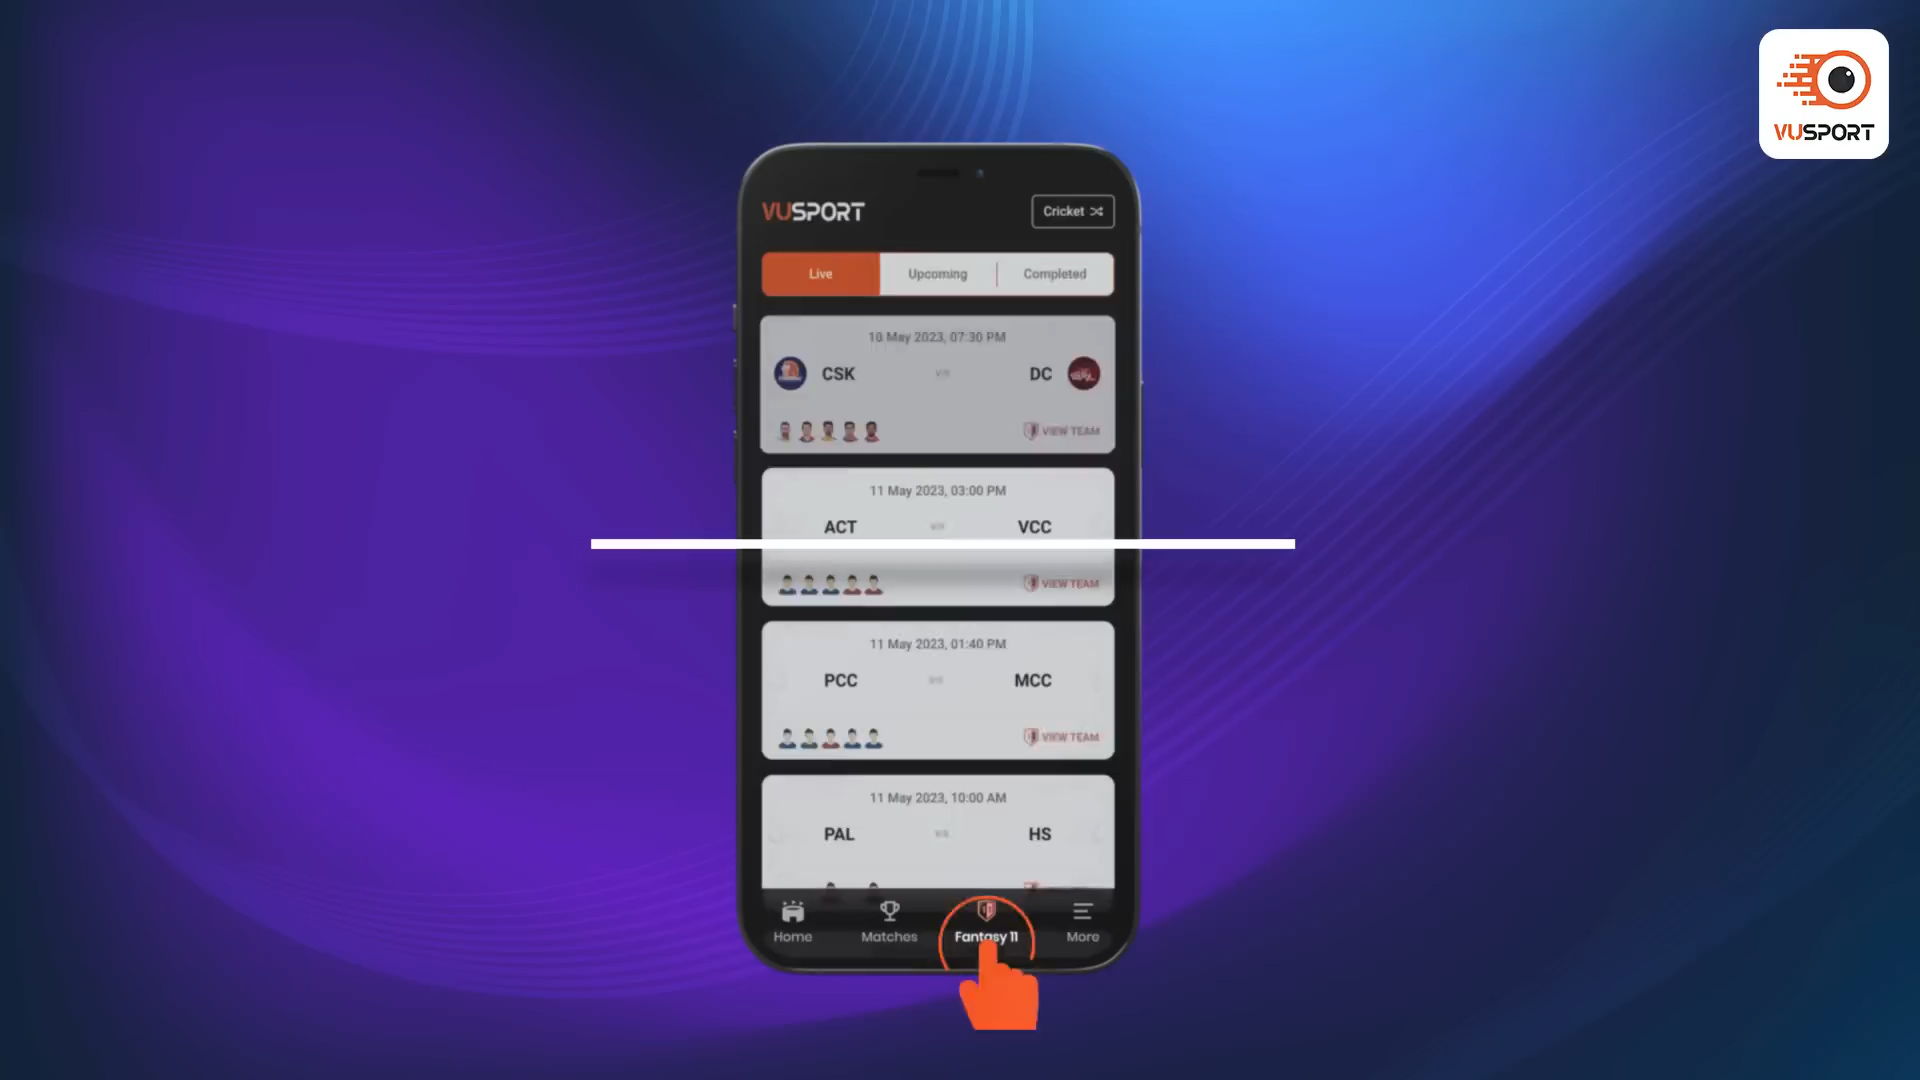 VUSPORT
VUSPORT
Cricket
Live
Upcoming
Completed
10 May 2023, 07:30 PM
CSK
DC
VIEW TEAM
11 May 2023, 03:00 PM
ACT
VCC
VIEW TEAM
11 May 2023, 01:40 PM
PCC
MCC
VIEW TEAM
11 May 2023, 10:00 AM
PAL
HS
Home
Matches
Fantasy 11
More